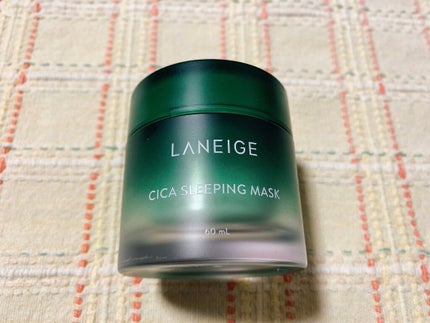 LANEIGE
CICA SLEEPING MASK
60 mL